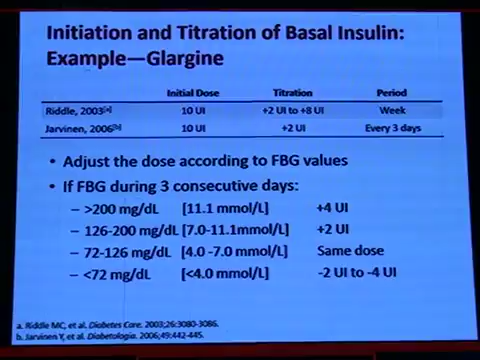 Initiation and Titration of Basal Insulin:
Example—Glargine
Initial Dose Titration Period
Riddle, 2003[a] 10 UI +2 UI to +8 UI Week
Jarvinen, 2006[b] 10 UI +2 UI Every 3 days
• Adjust the dose according to FBG values
• If FBG during 3 consecutive days:
– >200 mg/dL [11.1 mmol/L] +4 UI
– 126-200 mg/dL [7.0-11.1mmol/L] +2 UI
– 72-126 mg/dL [4.0 -7.0 mmol/L] Same dose
– <72 mg/dL [<4.0 mmol/L] -2 UI to -4 UI
a. Riddle MC, et al. Diabetes Care. 2003;26:3080-3086.
b. Jarvinen Y, et al. Diabetologia. 2006;49:442-445.